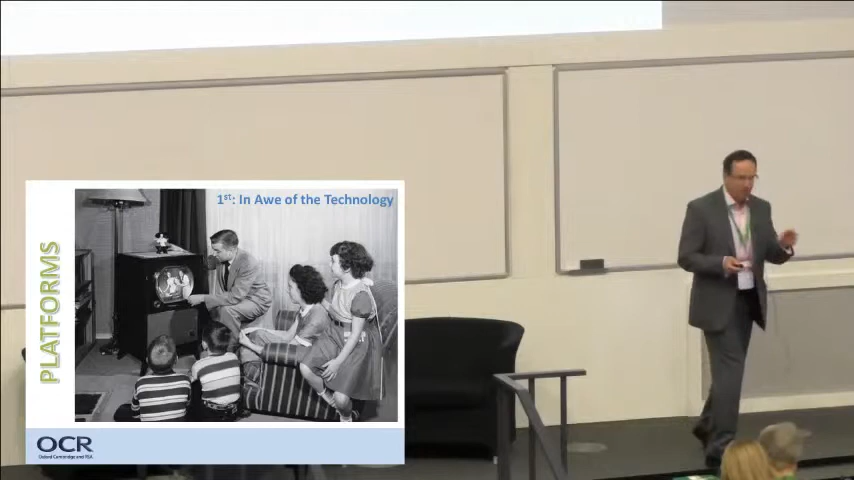 1st: In Awe of the Technology
PLATFORMS
OCR
Oxford Cambridge and RSA